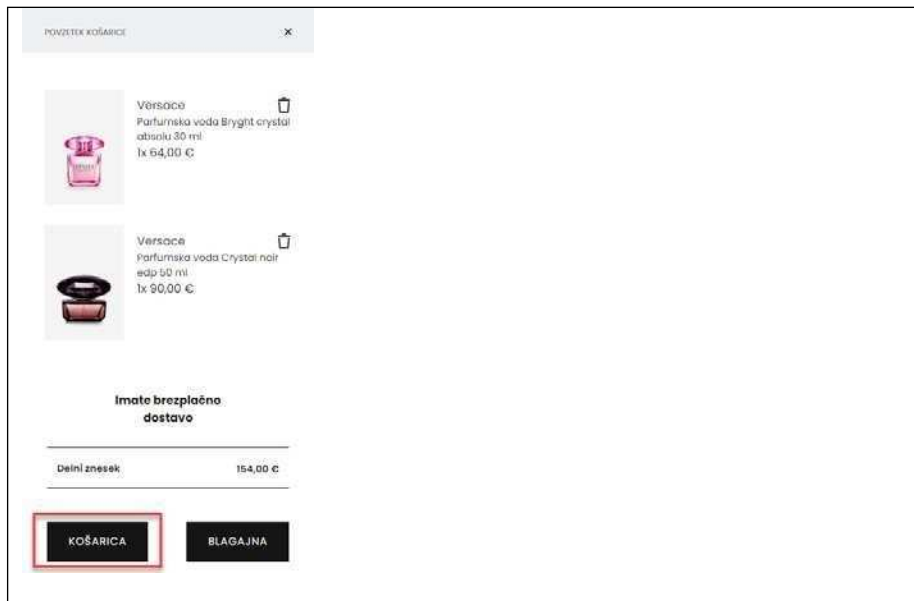 POVZETEK KOŠARICE
Versace
Parfumska voda Bryght crystal
absolu 30 ml
1x 64,00 €
Versace
Parfumska voda Crystal noir
edp 50 ml
1x 90,00 €
Imate brezplačno
dostavo
Delni znesek 154,00 €
KOŠARICA BLAGAJNA